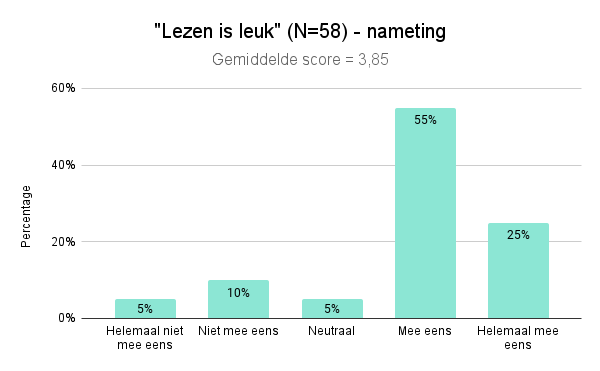 "Lezen is leuk" (N=58) - nameting
Gemiddelde score = 3,85
Percentage
60%
40%
20%
0%
5%
10%
5%
55%
25%
Helemaal niet
mee eens
Niet mee eens
Neutraal
Mee eens
Helemaal mee
eens